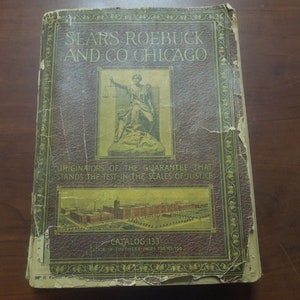 SEARS, ROEBUCK
AND CO. CHICAGO
ORIGINATORS OF THE GUARANTEE THAT
STANDS THE TEST IN THE SCALES OF JUSTICE
CATALOG 133